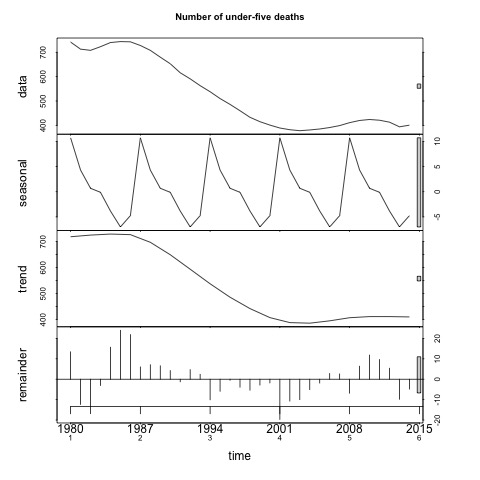 Number of under-five deaths
data
400 500 600 700
seasonal
-5 0 5 10
trend
400 500 600 700
remainder
-20 -10 0 10 20
1980 1987 1994 2001 2008 2015
1 2 3 4 5 6
time